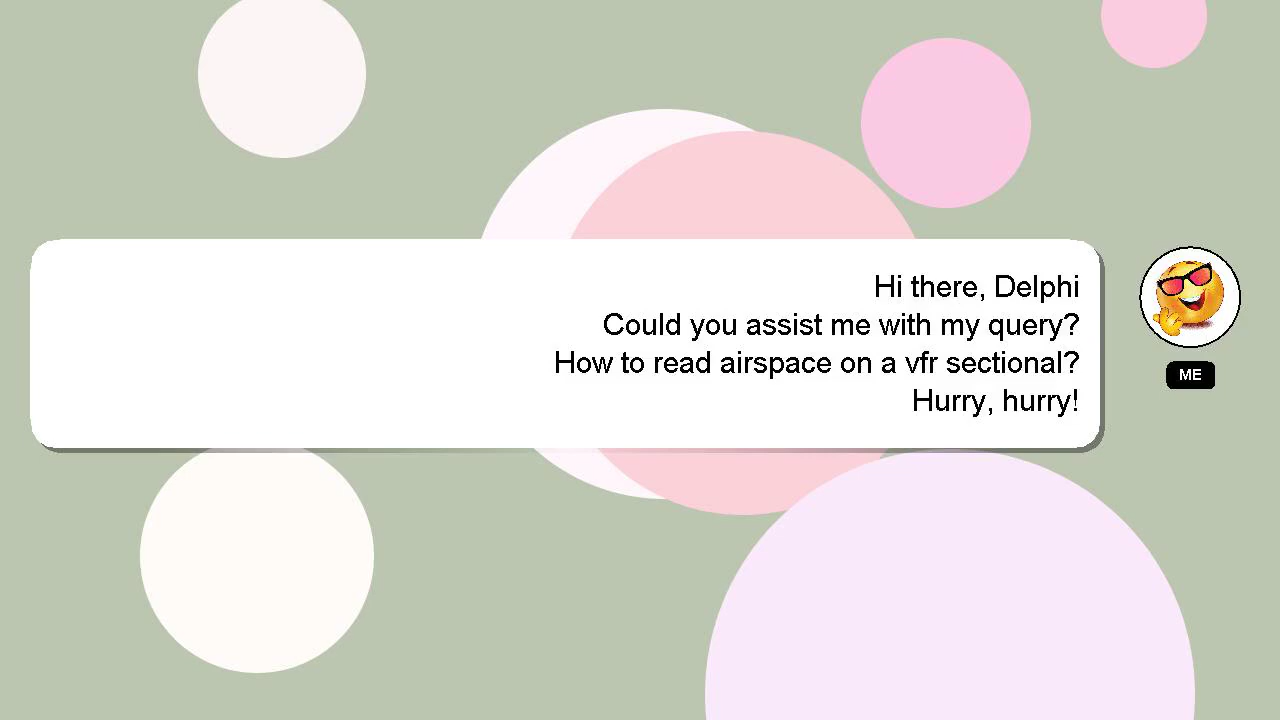 Hi there, Delphi
Could you assist me with my query?
How to read airspace on a vfr sectional?
Hurry, hurry!
ME